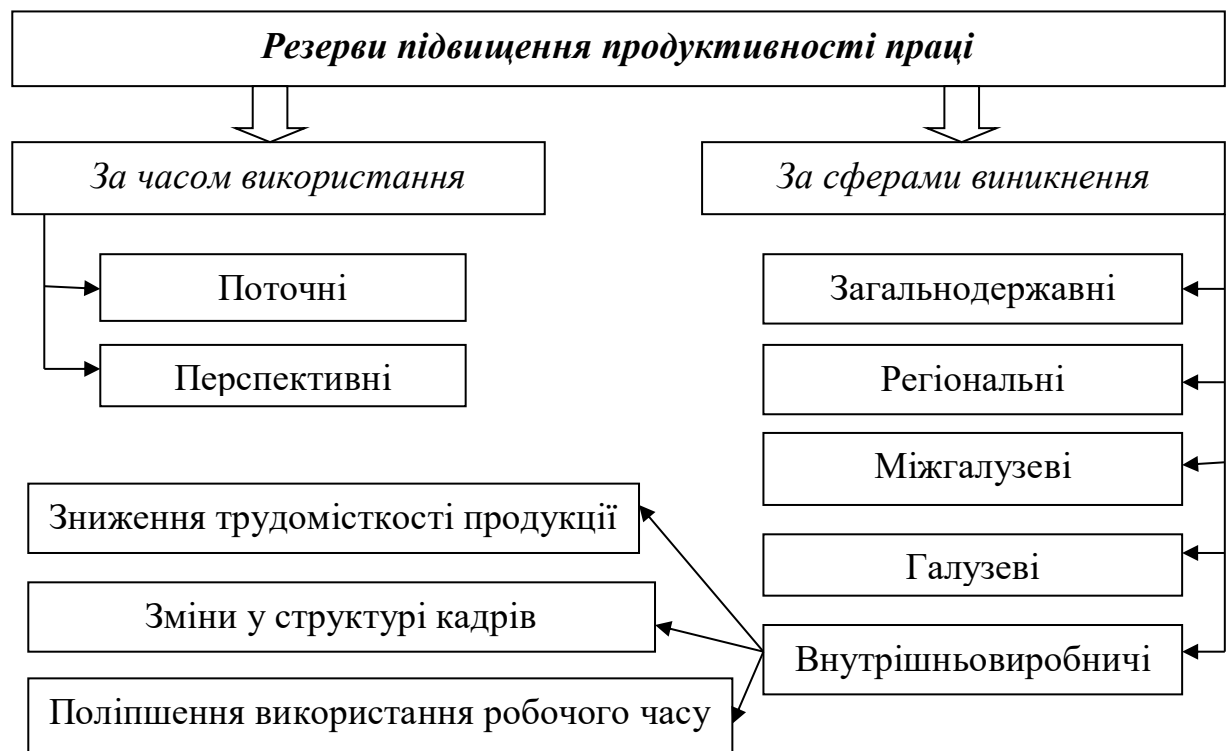 Резерви підвищення продуктивності праці
За часом використання
За сферами виникнення
Поточні
Перспективні
Загальнодержавні
Регіональні
Міжгалузеві
Галузеві
Внутрішньовиробничі
Зниження трудомісткості продукції
Зміни у структурі кадрів
Поліпшення використання робочого часу